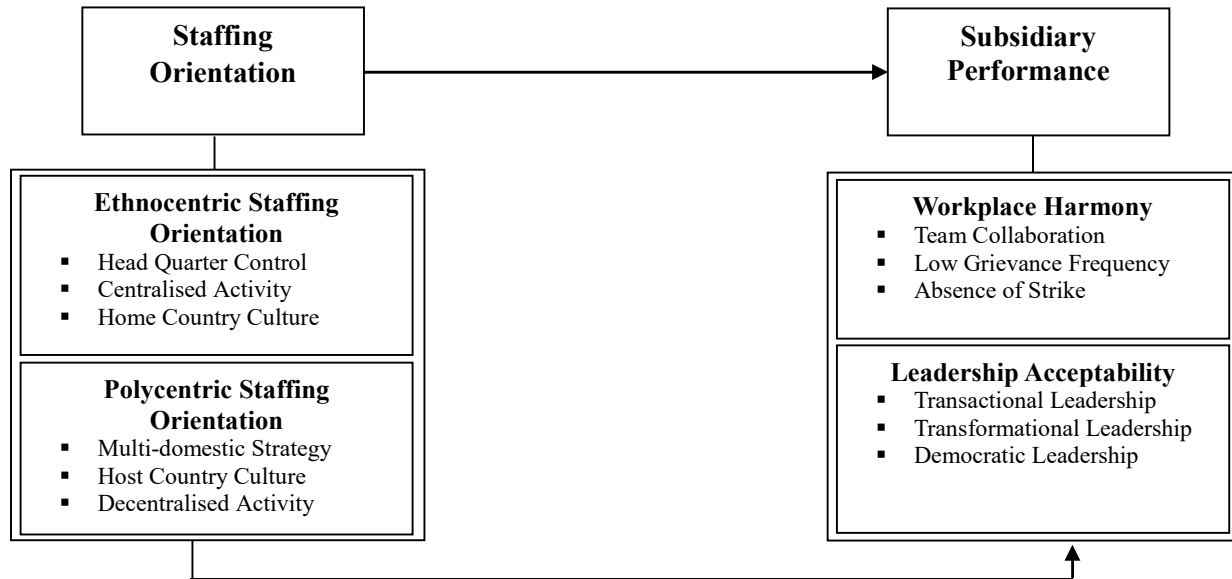 Staffing
Orientation
Subsidiary
Performance
Ethnocentric Staffing
Orientation
▪ Head Quarter Control
▪ Centralised Activity
▪ Home Country Culture
Polycentric Staffing
Orientation
▪ Multi-domestic Strategy
▪ Host Country Culture
▪ Decentralised Activity
Workplace Harmony
▪ Team Collaboration
▪ Low Grievance Frequency
▪ Absence of Strike
Leadership Acceptability
▪ Transactional Leadership
▪ Transformational Leadership
▪ Democratic Leadership